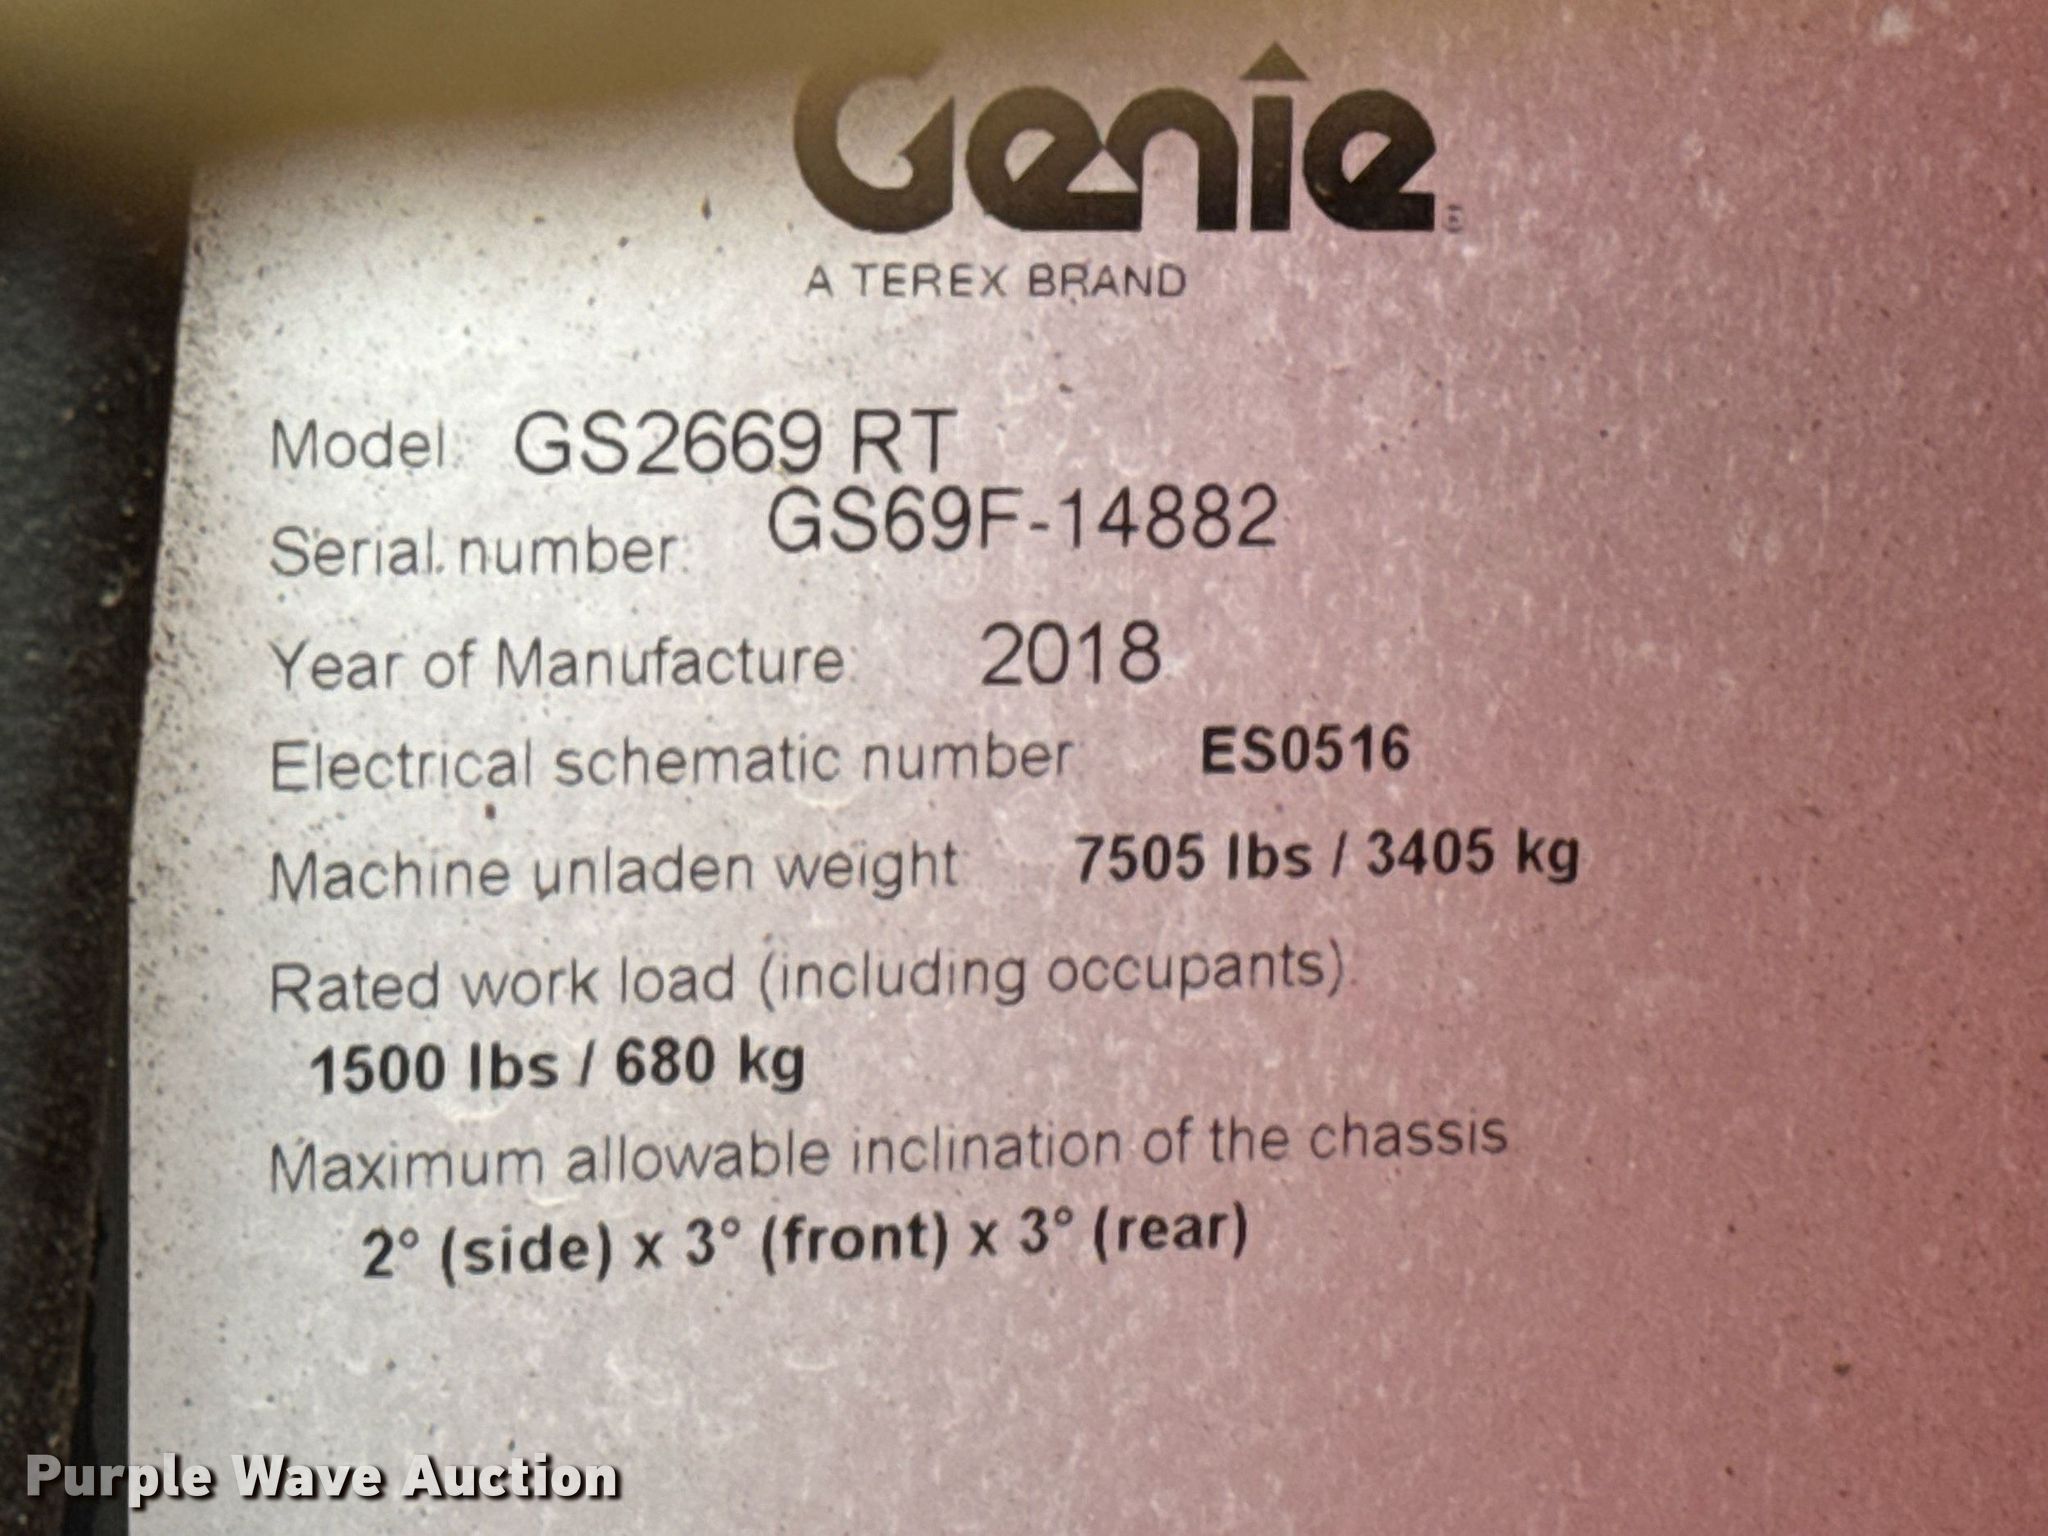 Genie
A TEREX BRAND
Model: GS2669 RT
Serial number: GS69F-14882
Year of Manufacture: 2018
Electrical schematic number ES0516
Machine unladen weight 7505 lbs / 3405 kg
Rated work load (including occupants)
1500 lbs / 680 kg
Maximum allowable inclination of the chassis
2° (side) x 3° (front) x 3° (rear)
Purple Wave Auction